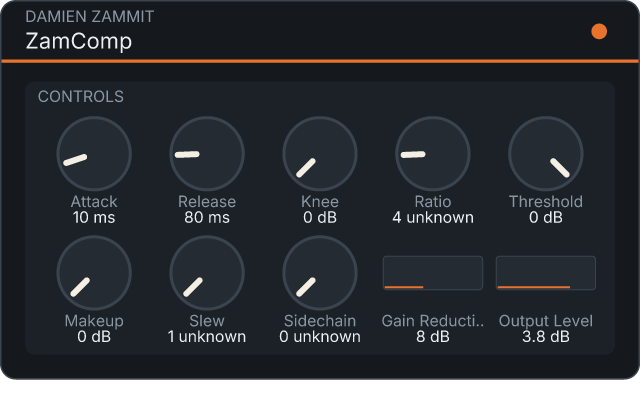 DAMIEN ZAMMIT
ZamComp
CONTROLS
Attack Release Knee Ratio Threshold
10 ms 80 ms 0 dB 4 unknown 0 dB
Makeup Slew Sidechain Gain Reducti.. Output Level
0 dB 1 unknown 0 unknown 8 dB 3.8 dB